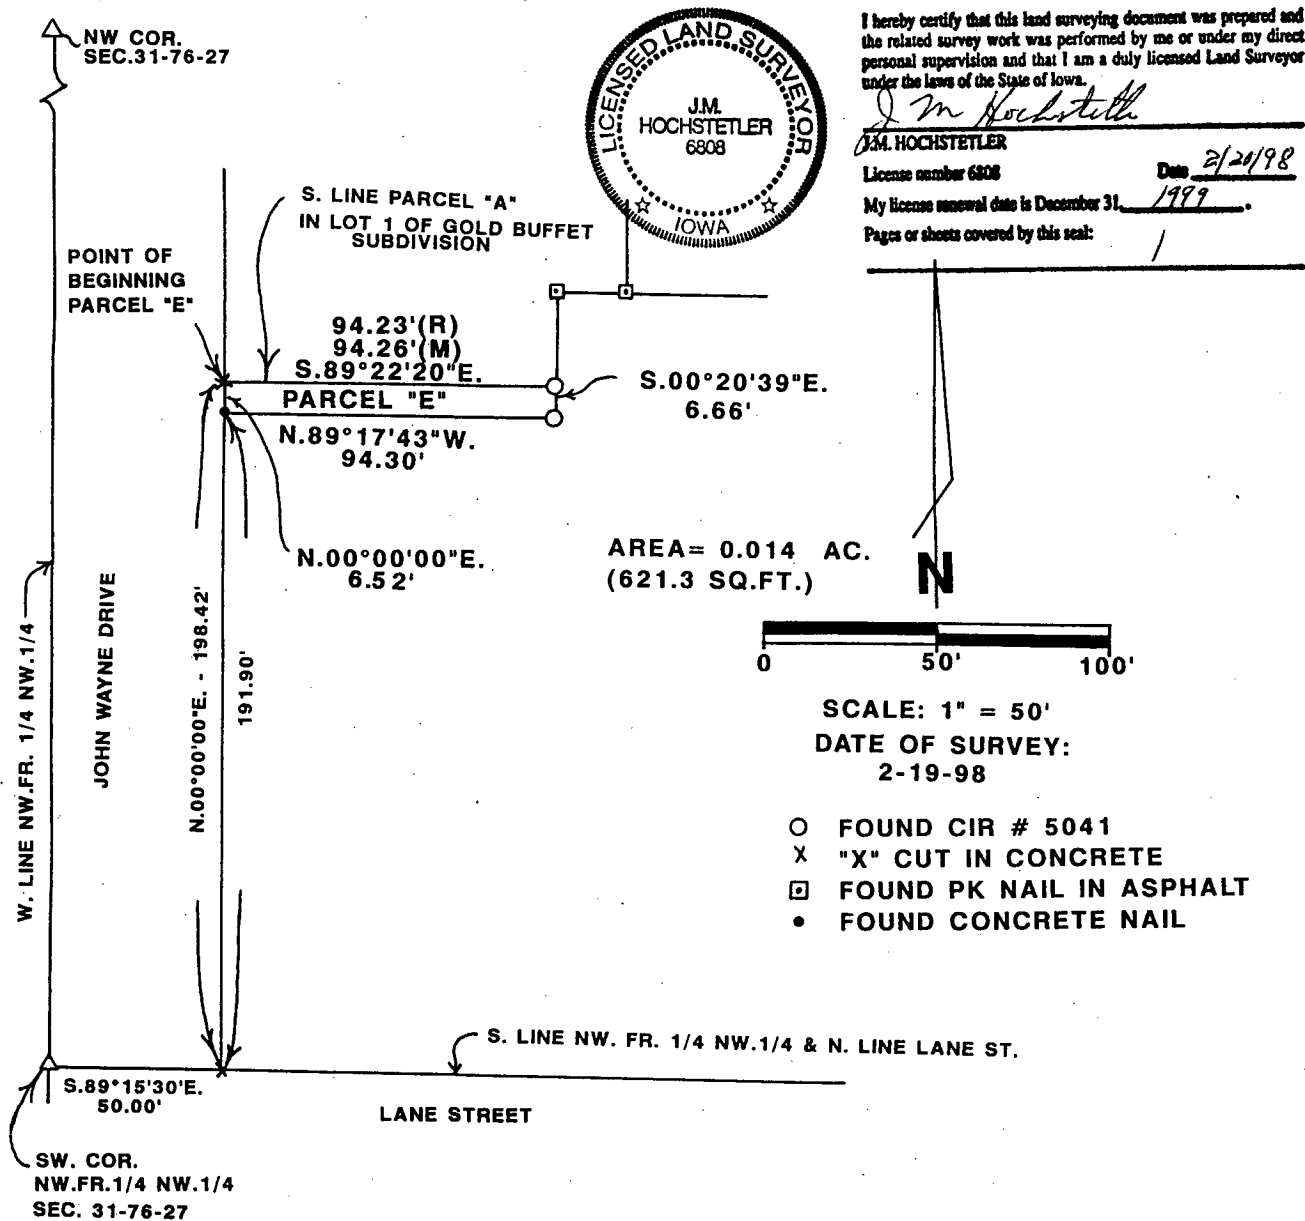 NW COR.
SEC.31-76-27
LICENSED LAND SURVEYOR
J.M.
HOCHSTETLER
6808
IOWA
I hereby certify that this land surveying document was prepared and
the related survey work was performed by me or under my direct
personal supervision and that I am a duly licensed Land Surveyor
under the laws of the State of Iowa.
J M Hochstetler
J.M. HOCHSTETLER
License number 6808
Date 2/20/98
My license renewal date is December 31, 1999.
Pages or sheets covered by this seal:
1
S. LINE PARCEL "A"
IN LOT 1 OF GOLD BUFFET
SUBDIVISION
POINT OF
BEGINNING
PARCEL "E"
94.23'(R)
94.26'(M)
S.89°22'20"E.
PARCEL "E"
N.89°17'43"W.
94.30'
S.00°20'39"E.
6.66'
N.00°00'00"E.
6.52'
AREA= 0.014 AC.
(621.3 SQ.FT.)
N
0 50' 100'
SCALE: 1" = 50'
DATE OF SURVEY:
2-19-98
W. LINE NW.FR. 1/4 NW.1/4
JOHN WAYNE DRIVE
N.00°00'00"E. - 198.42'
191.90'
FOUND CIR # 5041
"X" CUT IN CONCRETE
FOUND PK NAIL IN ASPHALT
FOUND CONCRETE NAIL
S. LINE NW. FR. 1/4 NW.1/4 & N. LINE LANE ST.
S.89°15'30"E.
50.00'
LANE STREET
SW. COR.
NW.FR.1/4 NW.1/4
SEC. 31-76-27